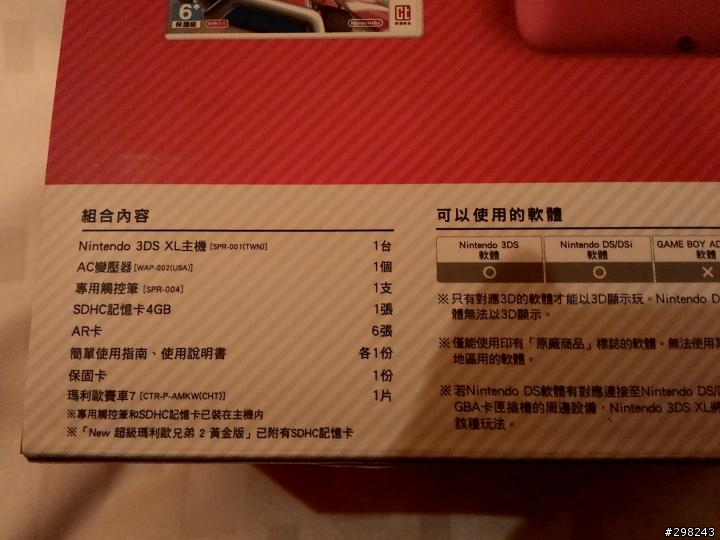 6+
保護級
Nintendo
組合內容
Nintendo 3DS XL主機 [SPR-001(TWN)] 1台
AC變壓器 [WAP-002(USA)] 1個
專用觸控筆 [SPR-004] 1支
SDHC記憶卡4GB 1張
AR卡 6張
簡單使用指南、使用說明書 各1份
保固卡 1份
瑪利歐賽車7 [CTR-P-AMKW(CHT)] 1片
※專用觸控筆和SDHC記憶卡已裝在主機內
※「New 超級瑪利歐兄弟 2 黃金版」已附有SDHC記憶卡
可以使用的軟體
Nintendo 3DS
軟體
○
Nintendo DS/DSi
軟體
○
GAME BOY AD
軟體
×
※只有對應3D的軟體才能以3D顯示玩。Nintendo D
體無法以3D顯示。
※僅能使用印有「原廠商品」標誌的軟體。無法使用其
地區用的軟體。
※若Nintendo DS軟體有對應連接至Nintendo DS/D
GBA卡匣插槽的周邊設備，Nintendo 3DS XL將
該種玩法。
#298243